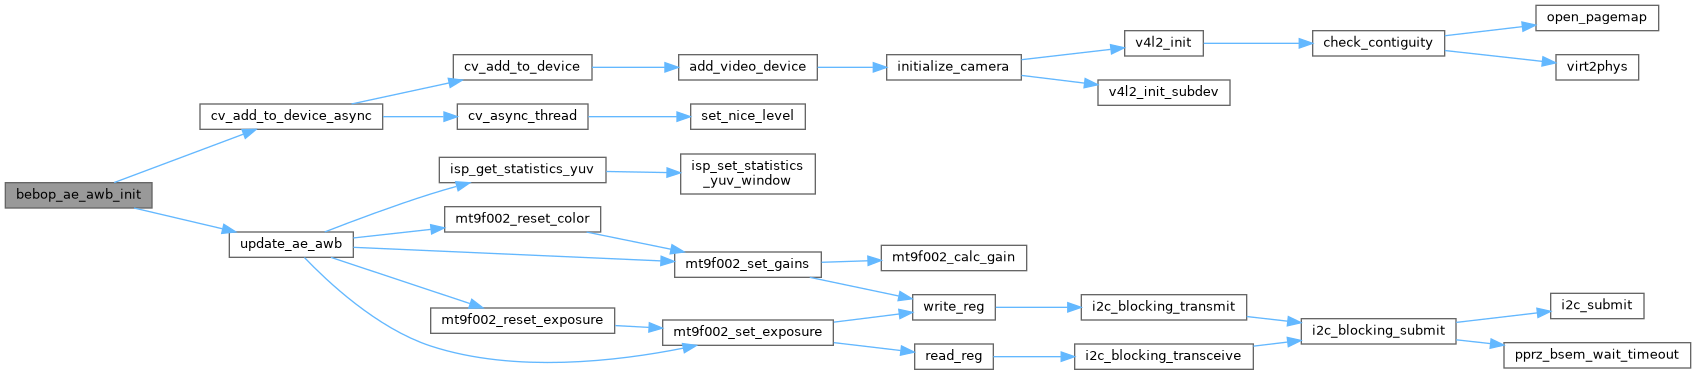 bebop_ae_awb_init
cv_add_to_device_async
update_ae_awb
cv_add_to_device
cv_async_thread
isp_get_statistics_yuv
mt9f002_reset_color
mt9f002_reset_exposure
add_video_device
set_nice_level
isp_set_statistics
_yuv_window
mt9f002_set_gains
mt9f002_set_exposure
initialize_camera
mt9f002_calc_gain
write_reg
read_reg
v4l2_init
v4l2_init_subdev
i2c_blocking_transmit
i2c_blocking_transceive
check_contiguity
i2c_blocking_submit
open_pagemap
virt2phys
i2c_submit
pprz_bsem_wait_timeout